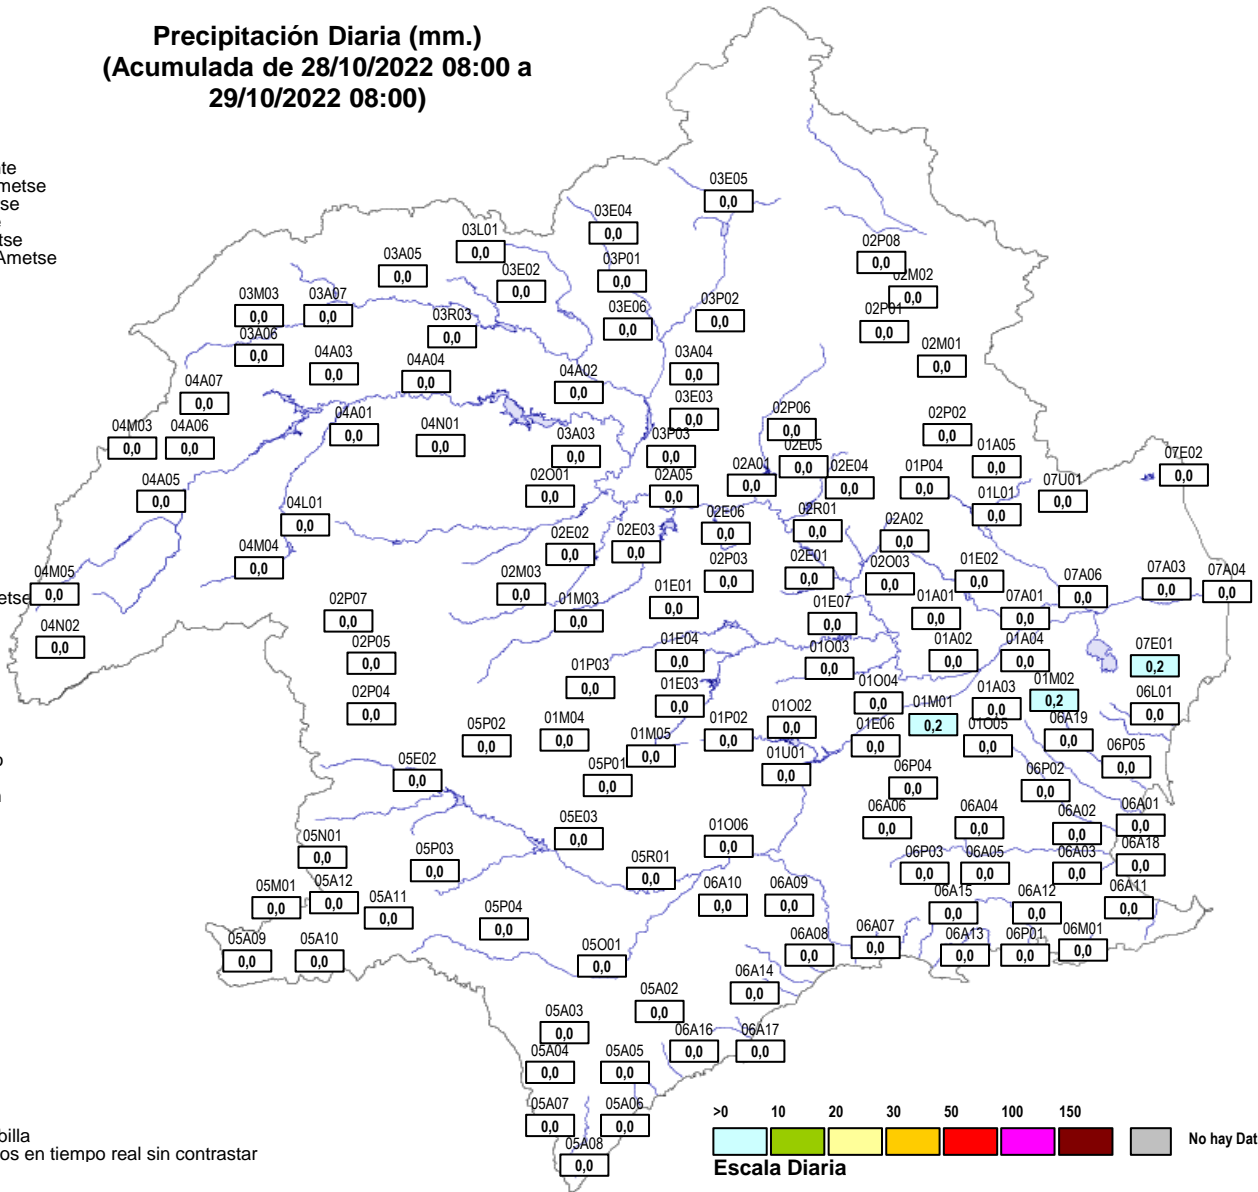 Precipitación Diaria (mm.)
(Acumulada de 28/10/2022 08:00 a
29/10/2022 08:00)
03E05
0,0
03E04
0,0
03L01
0,0
03A05
0,0
03P01
0,0
03E02
0,0
02P08
0,0
02M02
0,0
03M03
0,0
03A07
0,0
03R03
0,0
03E06
0,0
03P02
0,0
02P01
0,0
03A06
0,0
04A03
0,0
04A04
0,0
04A02
0,0
03A04
0,0
02M01
0,0
04A07
0,0
03E03
0,0
04M03
0,0
04A06
0,0
04A01
0,0
04N01
0,0
03A03
0,0
03P03
0,0
02P06
0,0
02E05
0,0
02P02
0,0
01A05
0,0
07E02
0,0
04A05
0,0
02O01
0,0
02A05
0,0
02A01
0,0
02E04
0,0
01P04
0,0
01L01
0,0
07U01
0,0
04L01
0,0
02E02
0,0
02E03
0,0
02E06
0,0
02R01
0,0
02A02
0,0
04M04
0,0
04M05
0,0
02M03
0,0
02P03
0,0
02E01
0,0
02O03
0,0
01E02
0,0
07A06
0,0
07A03
0,0
07A04
0,0
02P07
0,0
01M03
0,0
01E01
0,0
01E07
0,0
01A01
0,0
07A01
0,0
04N02
0,0
02P05
0,0
01E04
0,0
01O03
0,0
01A02
0,0
01A04
0,0
07E01
0,2
02P04
0,0
01P03
0,0
01E03
0,0
01O04
0,0
01M01
0,2
01A03
0,0
01M02
0,2
06L01
0,0
05P02
0,0
01M04
0,0
01M05
0,0
01P02
0,0
01O02
0,0
01E06
0,0
01O05
0,0
06A19
0,0
06P05
0,0
05E02
0,0
05P01
0,0
01U01
0,0
06P04
0,0
06P02
0,0
05E03
0,0
01O06
0,0
06A06
0,0
06A04
0,0
06A02
0,0
06A01
0,0
05N01
0,0
05P03
0,0
05R01
0,0
06P03
0,0
06A05
0,0
06A03
0,0
06A18
0,0
05M01
0,0
05A12
0,0
05A11
0,0
05P04
0,0
06A10
0,0
06A09
0,0
06A15
0,0
06A12
0,0
06A11
0,0
05A09
0,0
05A10
0,0
05O01
0,0
06A08
0,0
06A07
0,0
06A13
0,0
06P01
0,0
06M01
0,0
06A14
0,0
05A02
0,0
05A03
0,0
06A16
0,0
06A17
0,0
05A04
0,0
05A05
0,0
05A07
0,0
05A06
0,0
05A08
0,0
te
metse
se
e
tse
Ametse
etse
o
billa
os en tiempo real sin contrastar
>0 10 20 30 50 100 150
No hay Dat
Escala Diaria